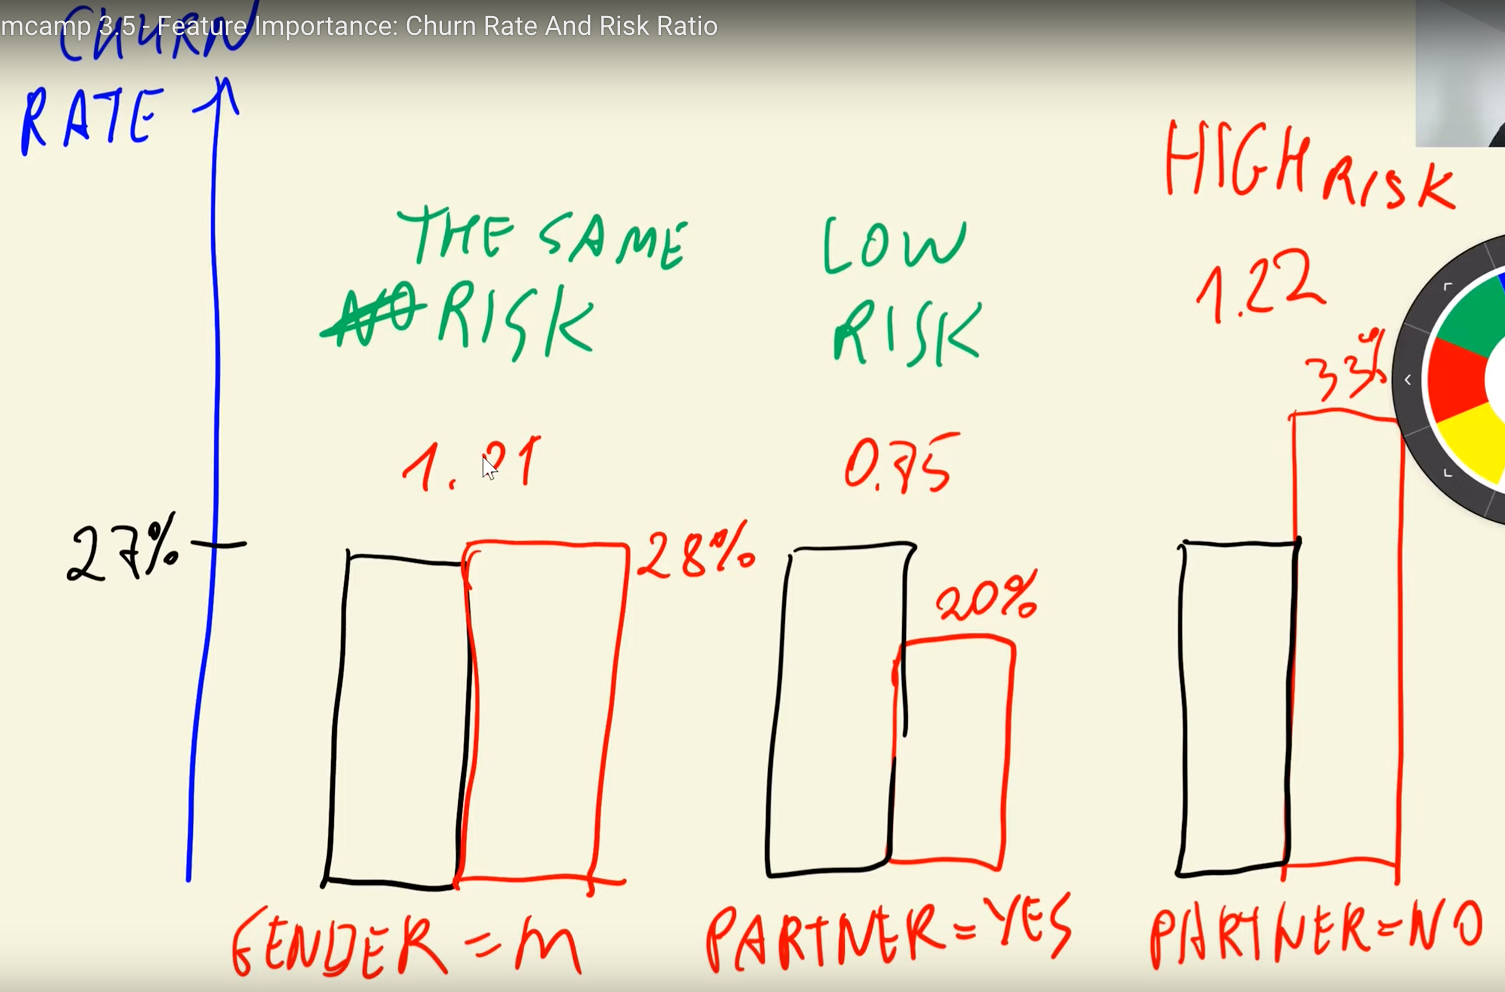 mcamp 3.5 - Feature Importance: Churn Rate And Risk Ratio
CHURN
RATE
THE SAME
NO RISK
LOW
RISK
HIGH RISK
1.22
33%
1.01
0.75
27%
28%
20%
GENDER = M
PARTNER = YES
PARTNER = NO